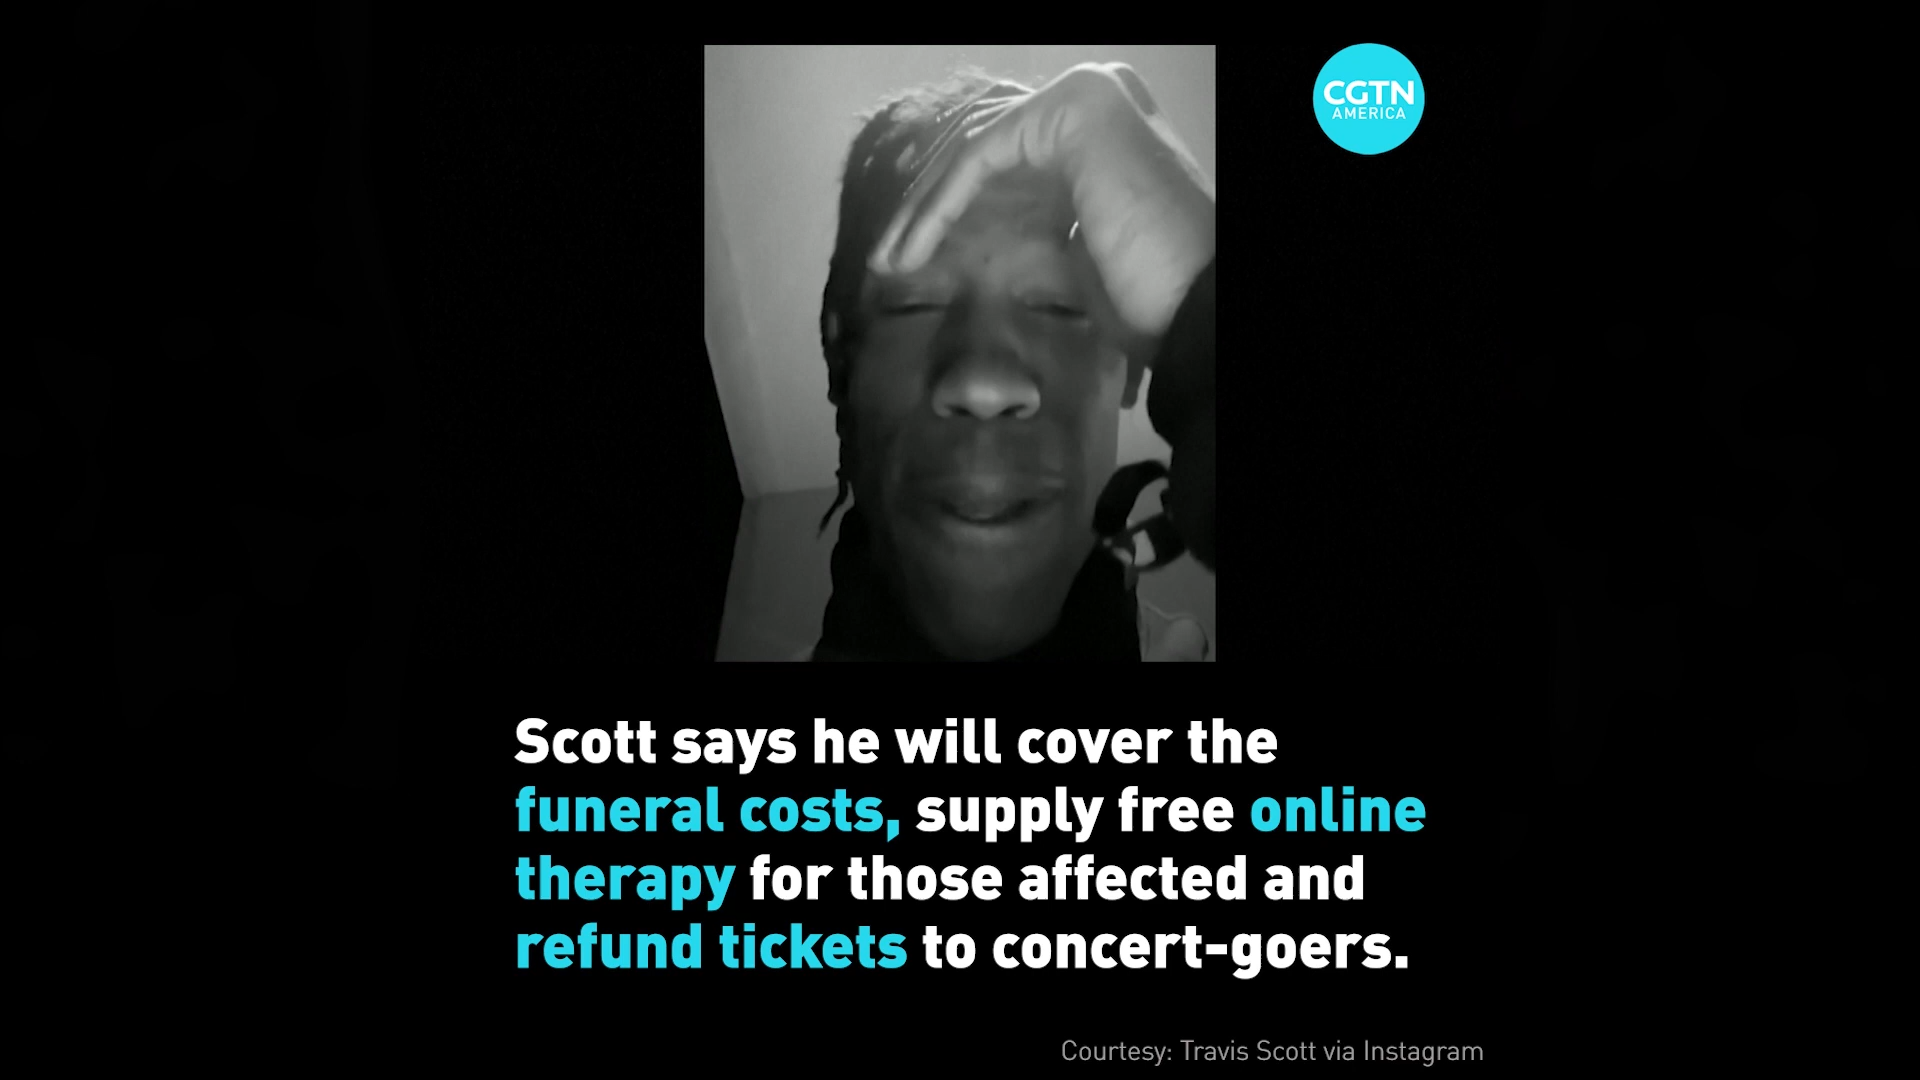 CGTN
AMERICA
Scott says he will cover the
funeral costs, supply free online
therapy for those affected and
refund tickets to concert-goers.
Courtesy: Travis Scott via Instagram